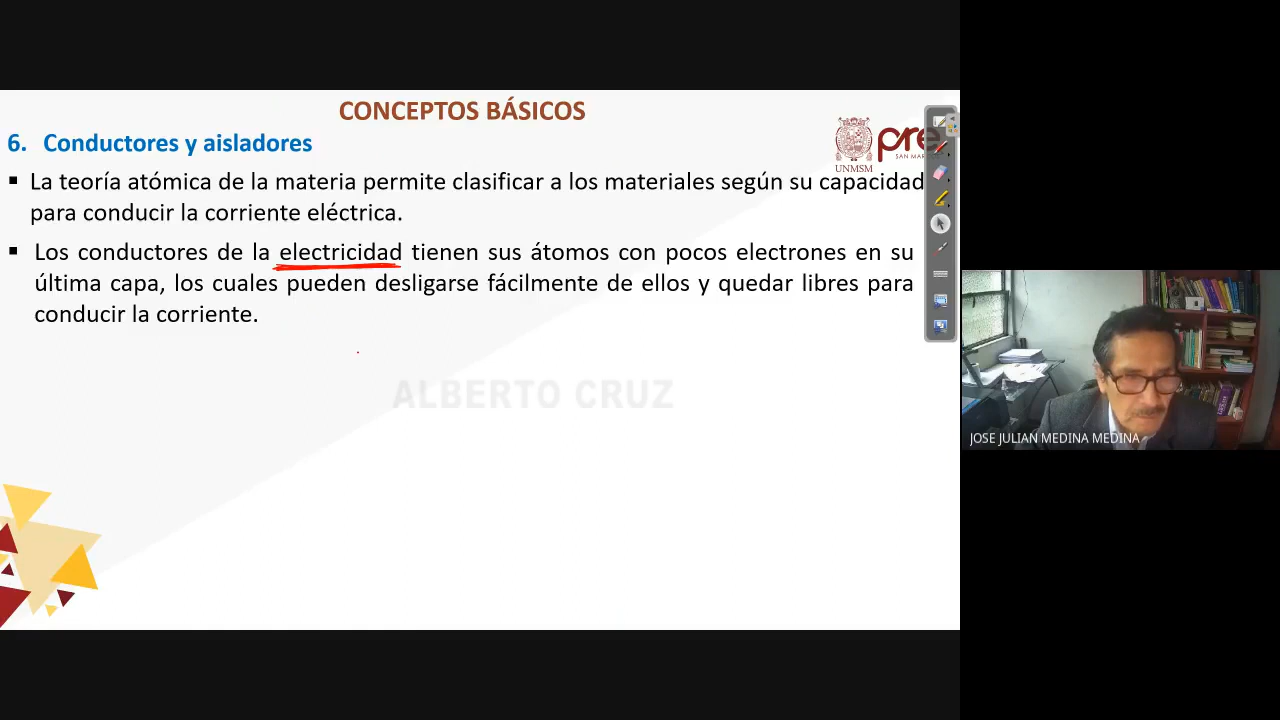 CONCEPTOS BÁSICOS
6. Conductores y aisladores
UNMSM
pre
▪ La teoría atómica de la materia permite clasificar a los materiales según su capacidad
para conducir la corriente eléctrica.
▪ Los conductores de la electricidad tienen sus átomos con pocos electrones en su
última capa, los cuales pueden desligarse fácilmente de ellos y quedar libres para
conducir la corriente.
ALBERTO CRUZ
JOSE JULIAN MEDINA MEDINA